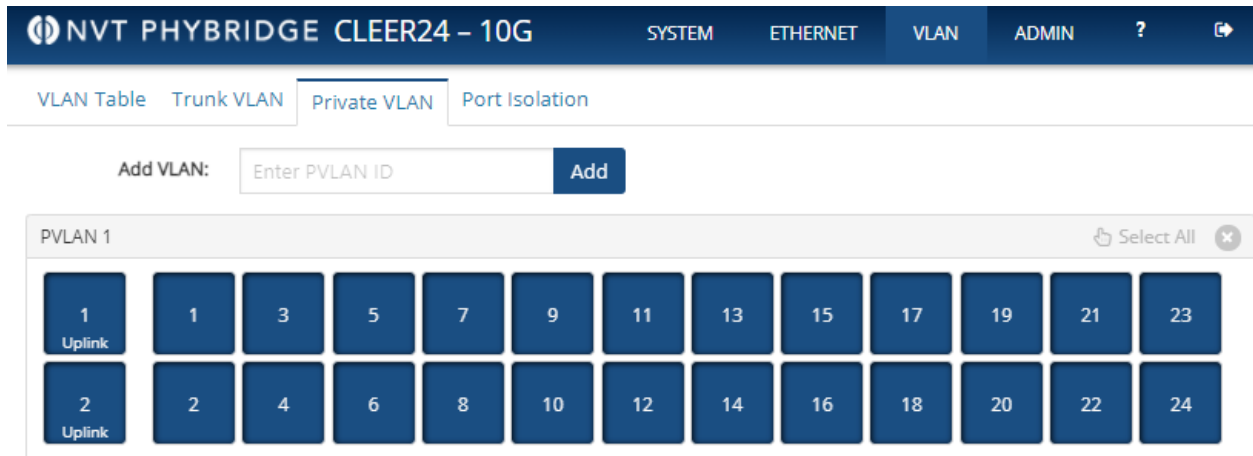 NVT PHYBRIDGE CLEER24 – 10G SYSTEM ETHERNET VLAN ADMIN ?
VLAN Table Trunk VLAN Private VLAN Port Isolation
Add VLAN: Enter PVLAN ID Add
PVLAN 1 Select All
1 1 3 5 7 9 11 13 15 17 19 21 23
Uplink
2 2 4 6 8 10 12 14 16 18 20 22 24
Uplink